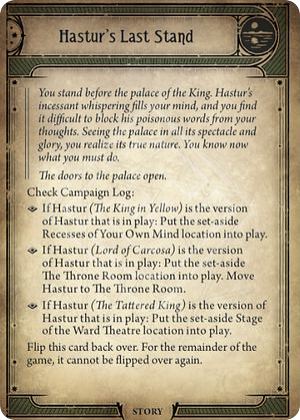 Hastur's Last Stand
You stand before the palace of the King. Hastur's
incessant whispering fills your mind, and you find
it difficult to block his poisonous words from your
thoughts. Seeing the palace in all its spectacle and
glory, you realize its true nature. You know now
what you must do.
The doors to the palace open.
Check Campaign Log:
If Hastur (The King in Yellow) is the version
of Hastur that is in play: Put the set-aside
Recesses of Your Own Mind location into play.
If Hastur (Lord of Carcosa) is the version
of Hastur that is in play: Put the set-aside
The Throne Room location into play. Move
Hastur to The Throne Room.
If Hastur (The Tattered King) is the version of
Hastur that is in play: Put the set-aside Stage
of the Ward Theatre location into play.
Flip this card back over. For the remainder of the
game, it cannot be flipped over again.
STORY